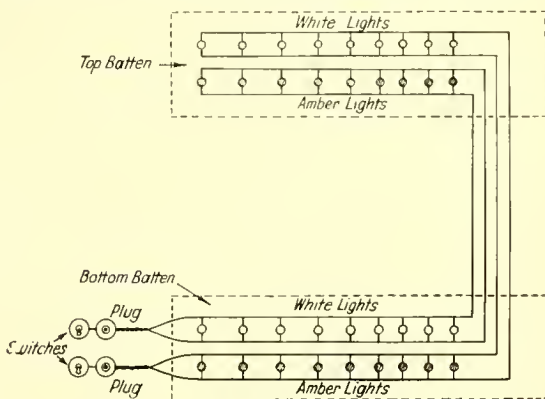 White Lights
Top Batten
Amber Lights
Bottom Batten
White Lights
Plug
Switches
Plug
Amber Lights